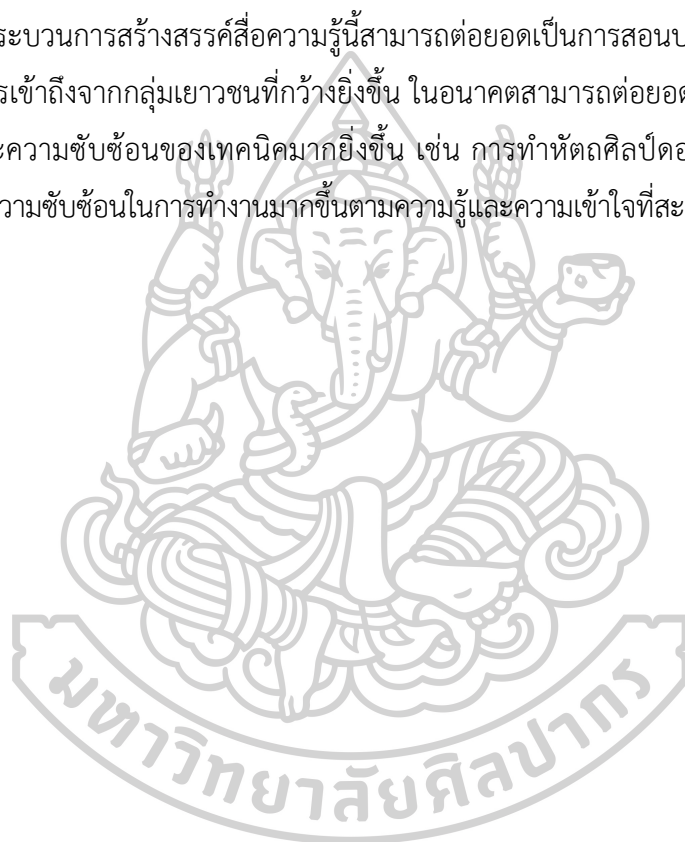 ระบวนการสร้างสรรค์สื่อความรู้นี้สามารถต่อยอดเป็นการสอน
รเข้าถึงจากกลุ่มเยาวชนที่กว้างยิ่งขึ้น ในอนาคตสามารถต่อยอด
ะความซับซ้อนของเทคนิคมากยิ่งขึ้น เช่น การทำหัตถศิลป์ดอ
วามซับซ้อนในการทำงานมากขึ้นตามความรู้และความเข้าใจที่สะ
มหาวิทยาลัยศิลปากร